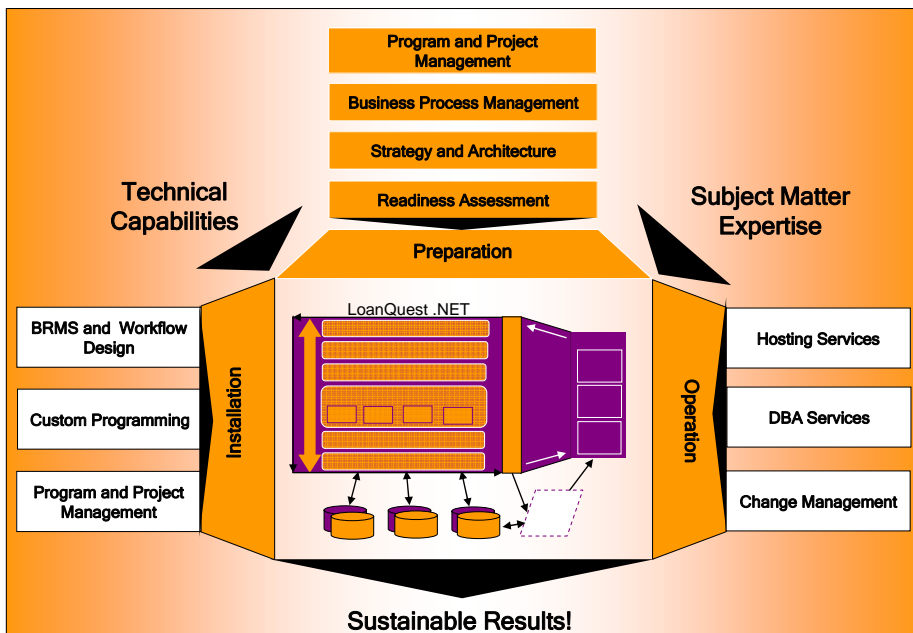 Program and Project
Management
Business Process Management
Strategy and Architecture
Readiness Assessment
Technical
Capabilities
Subject Matter
Expertise
Preparation
LoanQuest .NET
BRMS and  Workflow
Design
Custom Programming
Program and Project
Management
Installation
Operation
Hosting Services
DBA Services
Change Management
Sustainable Results!